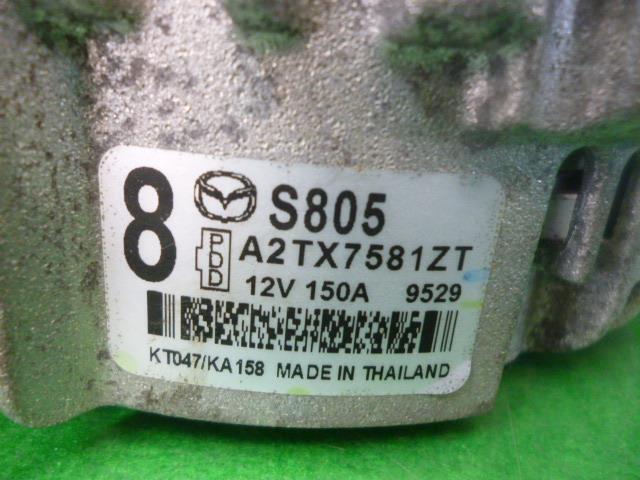 8 S805
PDD A2TX7581ZT
12V 150A 9529
KT047/KA158 MADE IN THAILAND